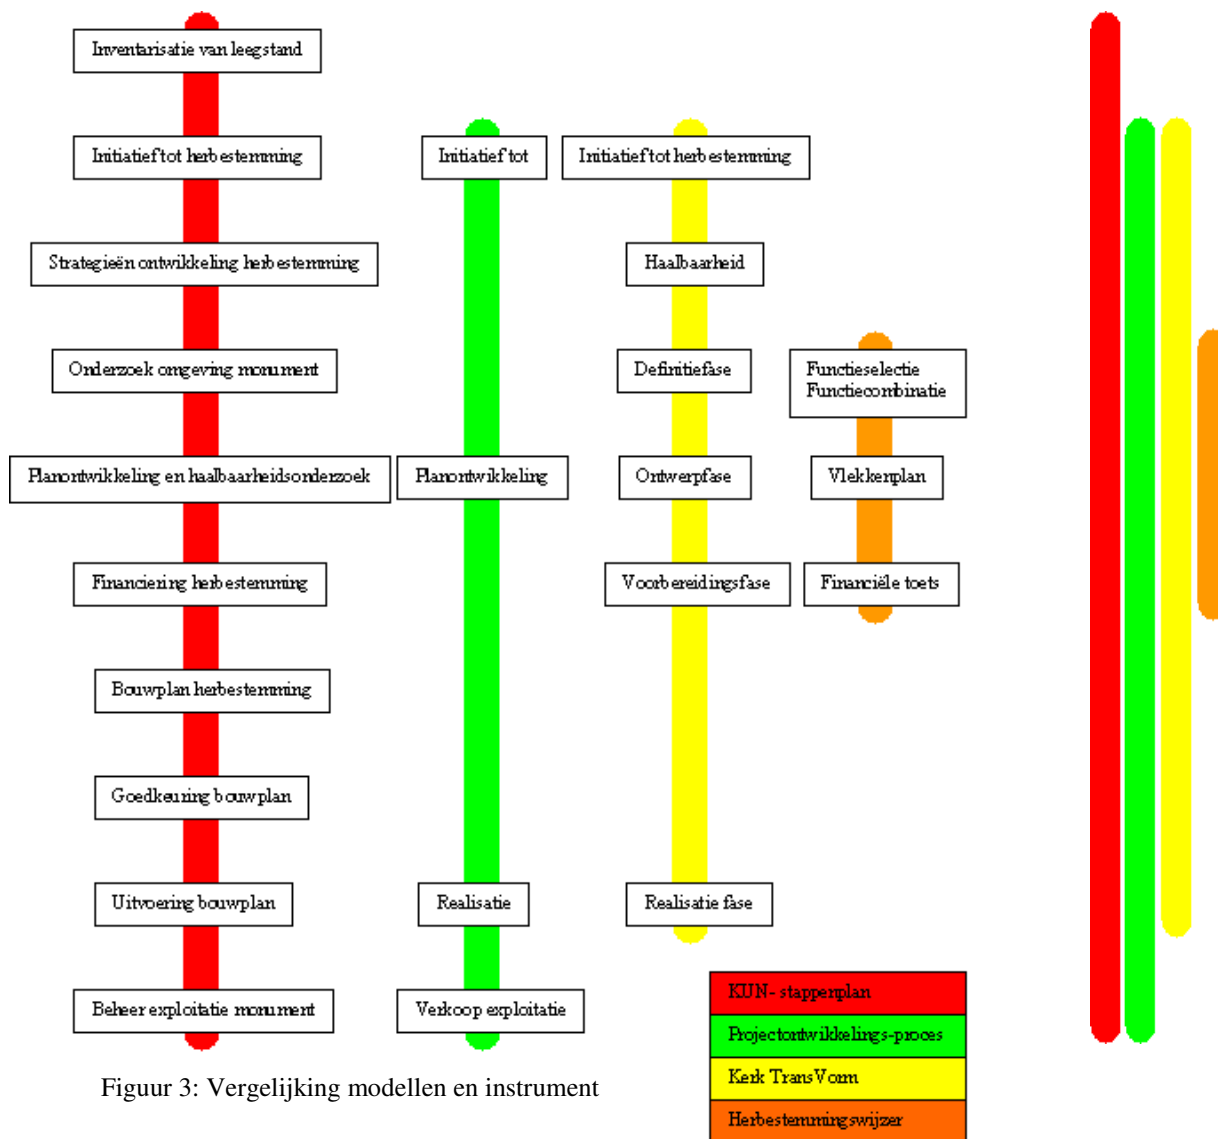 Inventarisatie van leegstand
Initiatief tot herbestemming
Initiatief tot
Initiatief tot herbestemming
Strategieën ontwikkeling herbestemming
Haalbaarheid
Onderzoek omgeving monument
Definitiefase
Functieselectie
Functiecombinatie
Planontwikkeling en haalbaarheidsonderzoek
Planontwikkeling
Ontwerpfase
Vlekkenplan
Financiering herbestemming
Voorbereidingsfase
Financiële toets
Bouwplan herbestemming
Goedkeuring bouwplan
Uitvoering bouwplan
Realisatie
Realisatie fase
Beheer exploitatie monument
Verkoop exploitatie
KUN- stappenplan
Projectontwikkelings-proces
Kerk TransVorm
Herbestemmingswijzer
Figuur 3: Vergelijking modellen en instrument